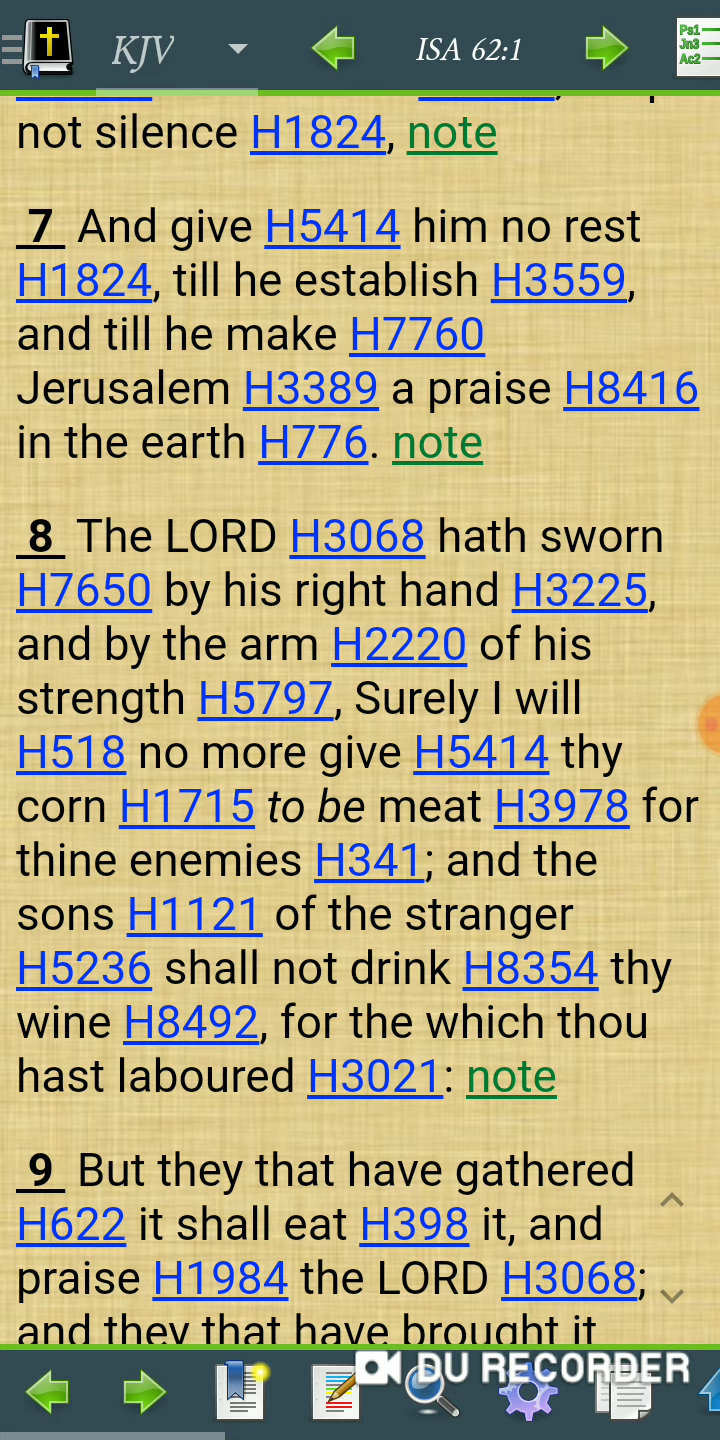 KJV
ISA 62:1
Ps1
Jn3
Ac2
not silence H1824, note
7 And give H5414 him no rest
H1824, till he establish H3559,
and till he make H7760
Jerusalem H3389 a praise H8416
in the earth H776. note
8 The LORD H3068 hath sworn
H7650 by his right hand H3225,
and by the arm H2220 of his
strength H5797, Surely I will
H518 no more give H5414 thy
corn H1715 to be meat H3978 for
thine enemies H341; and the
sons H1121 of the stranger
H5236 shall not drink H8354 thy
wine H8492, for the which thou
hast laboured H3021: note
9 But they that have gathered
H622 it shall eat H398 it, and
praise H1984 the LORD H3068;
and they that have brought it
DU RECORDER